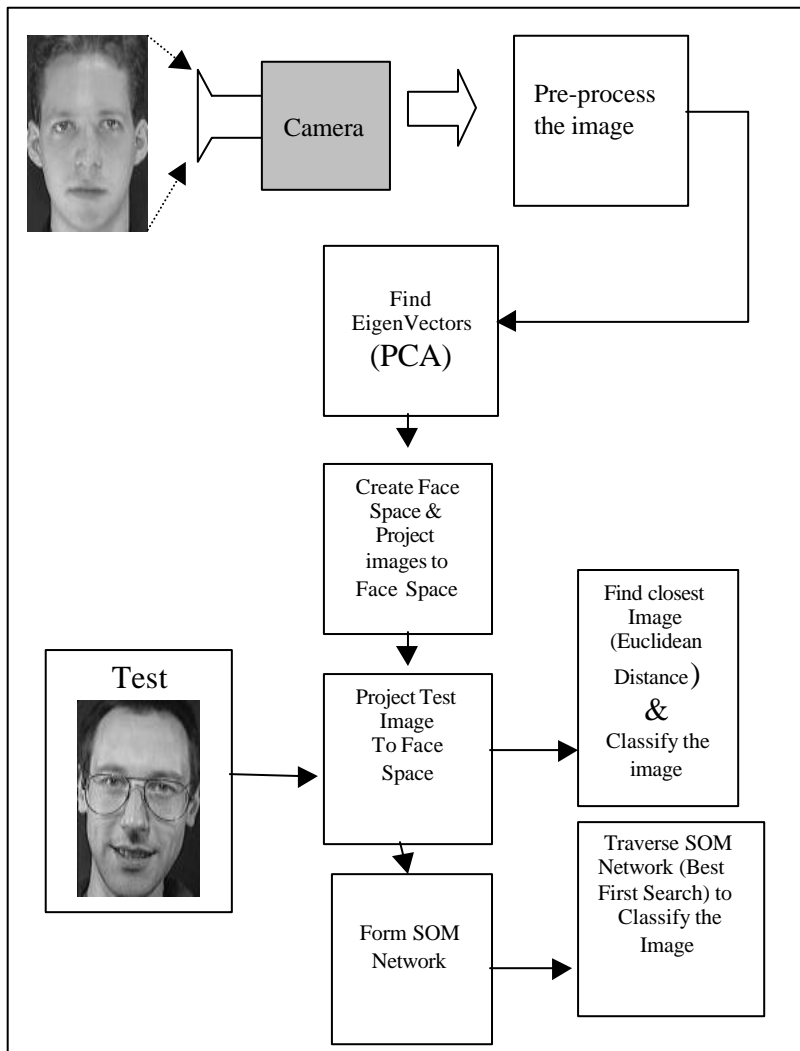 Camera
Pre-process
the image
Find
EigenVectors
(PCA)
Create Face
Space &
Project
images to
Face Space
Find closest
Image
(Euclidean
Distance)
&
Classify the
image
Test
Project Test
Image
To Face
Space
Traverse SOM
Network (Best
First Search) to
Classify the
Image
Form SOM
Network